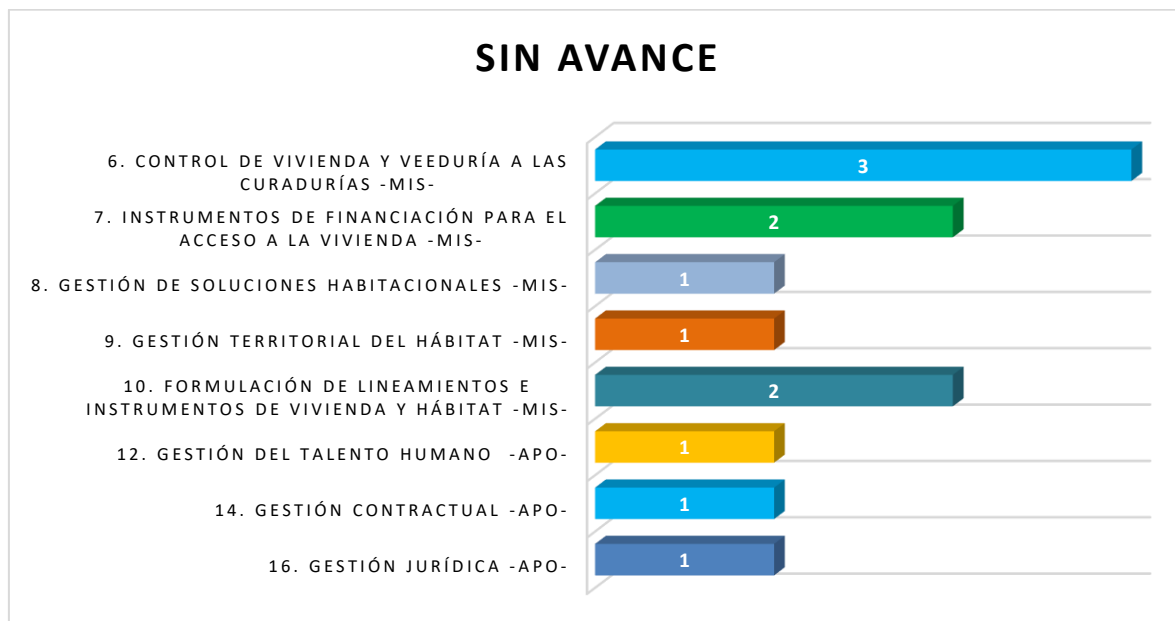 SIN AVANCE
6. CONTROL DE VIVIENDA Y VEEDURÍA A LAS
CURADURÍAS -MIS-
3
7. INSTRUMENTOS DE FINANCIACIÓN PARA EL
ACCESO A LA VIVIENDA -MIS-
2
8. GESTIÓN DE SOLUCIONES HABITACIONALES -MIS-
1
9. GESTIÓN TERRITORIAL DEL HÁBITAT -MIS-
1
10. FORMULACIÓN DE LINEAMIENTOS E
INSTRUMENTOS DE VIVIENDA Y HÁBITAT -MIS-
2
12. GESTIÓN DEL TALENTO HUMANO -APO-
1
14. GESTIÓN CONTRACTUAL -APO-
1
16. GESTIÓN JURÍDICA -APO-
1